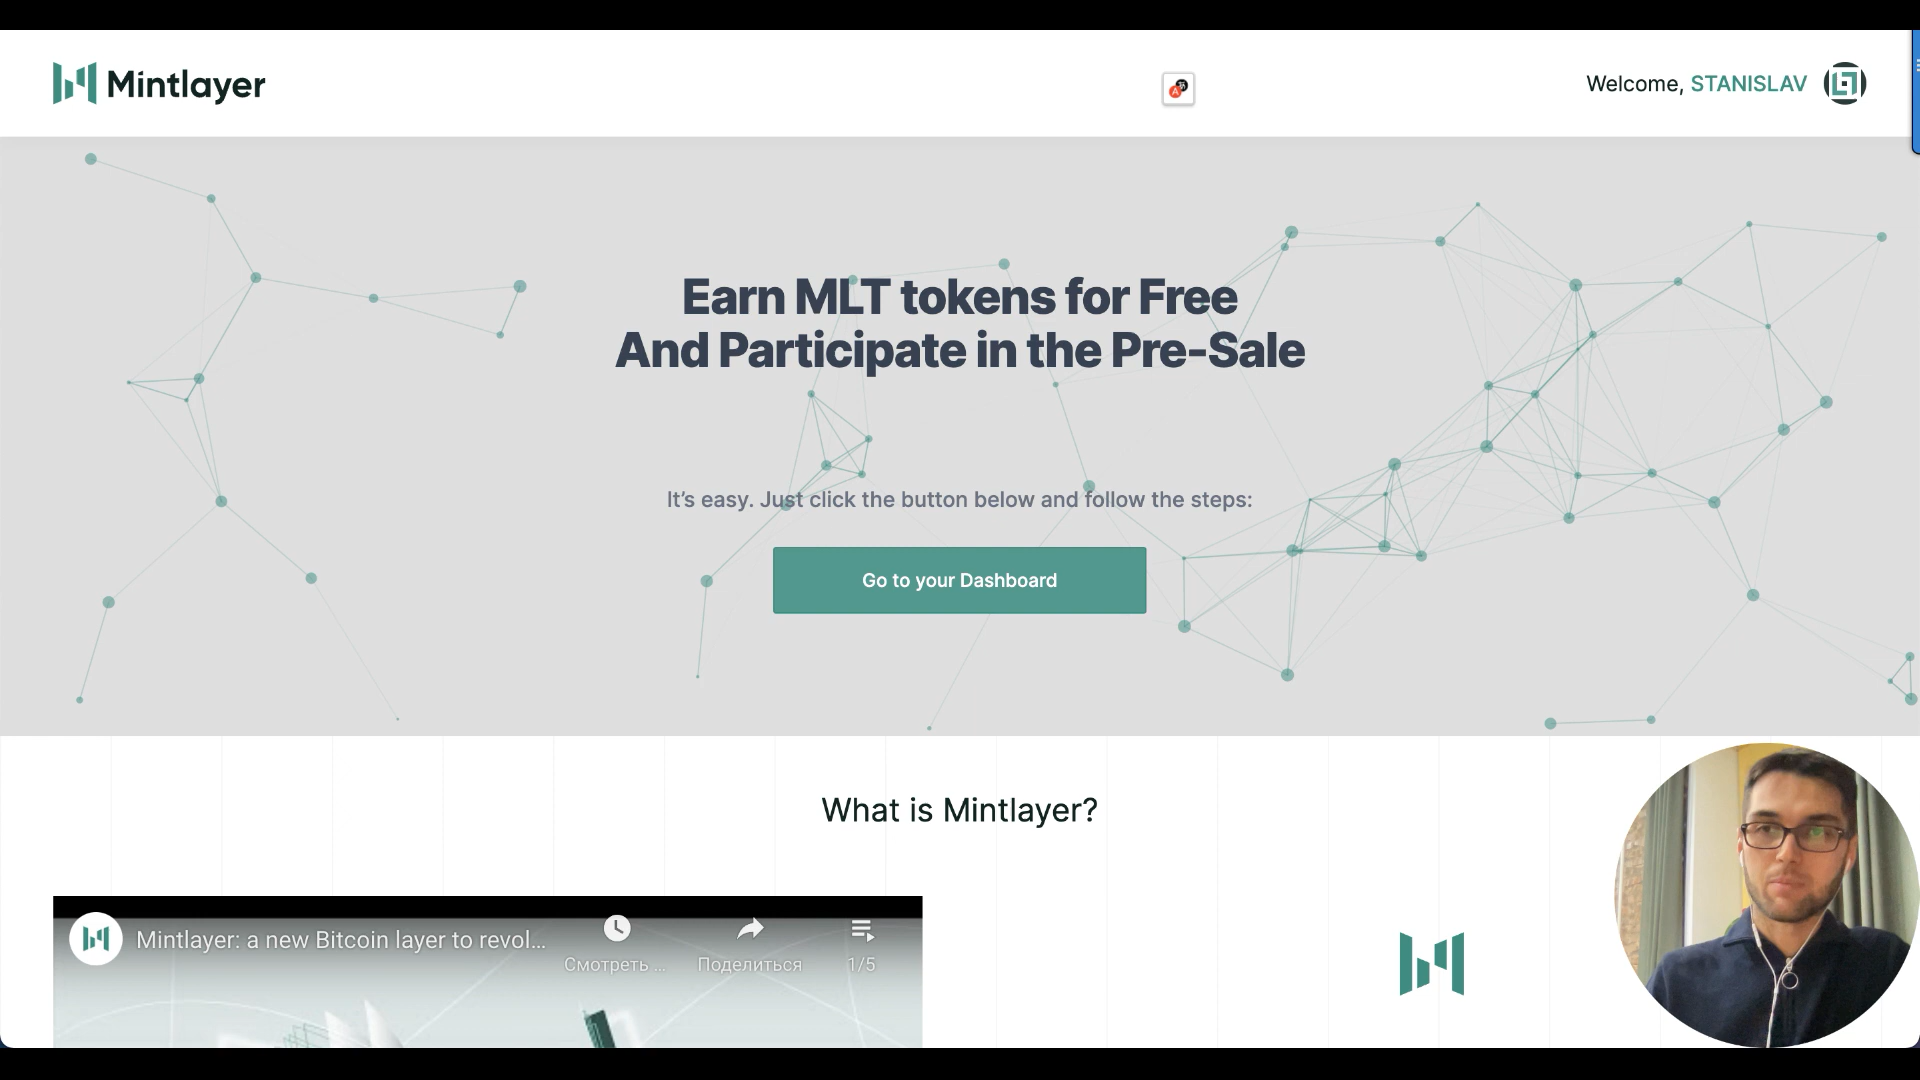 Mintlayer
Welcome, STANISLAV
Earn MLT tokens for Free
And Participate in the Pre-Sale
It’s easy. Just click the button below and follow the steps:
Go to your Dashboard
What is Mintlayer?
Mintlayer: a new Bitcoin layer to revol...
Смотреть ...
Поделиться
1/5